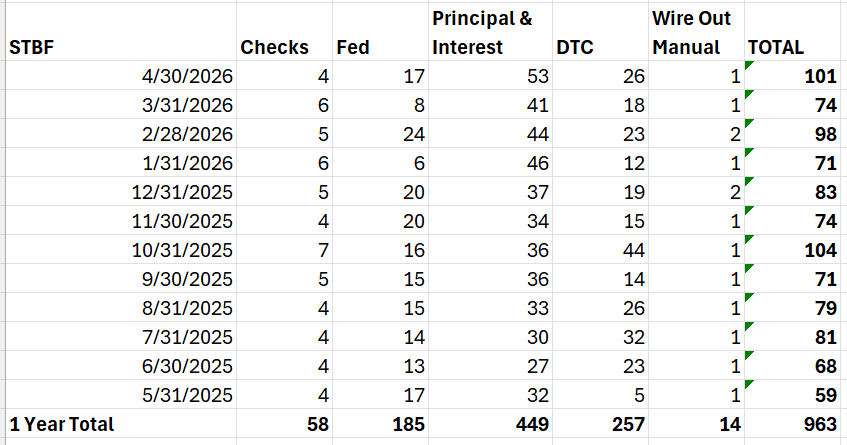 STBF Checks Fed Principal & Interest DTC Wire Out Manual TOTAL
4/30/2026 4 17 53 26 1 101
3/31/2026 6 8 41 18 1 74
2/28/2026 5 24 44 23 2 98
1/31/2026 6 6 46 12 1 71
12/31/2025 5 20 37 19 2 83
11/30/2025 4 20 34 15 1 74
10/31/2025 7 16 36 44 1 104
9/30/2025 5 15 36 14 1 71
8/31/2025 4 15 33 26 1 79
7/31/2025 4 14 30 32 1 81
6/30/2025 4 13 27 23 1 68
5/31/2025 4 17 32 5 1 59
1 Year Total 58 185 449 257 14 963